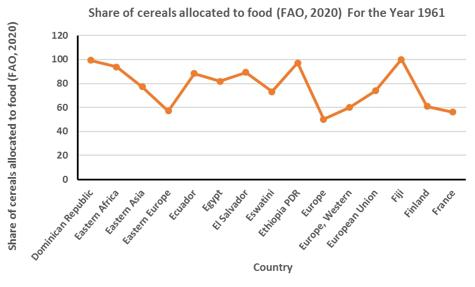 Share of cereals allocated to food (FAO, 2020) For the Year 1961
Share of cereals allocated to food (FAO, 2020)
120
100
80
60
40
20
0
Dominican Republic
Eastern Africa
Eastern Asia
Eastern Europe
Ecuador
Egypt
El Salvador
Eswatini
Ethiopia PDR
Europe
Europe, Western
European Union
Fiji
Finland
France
Country